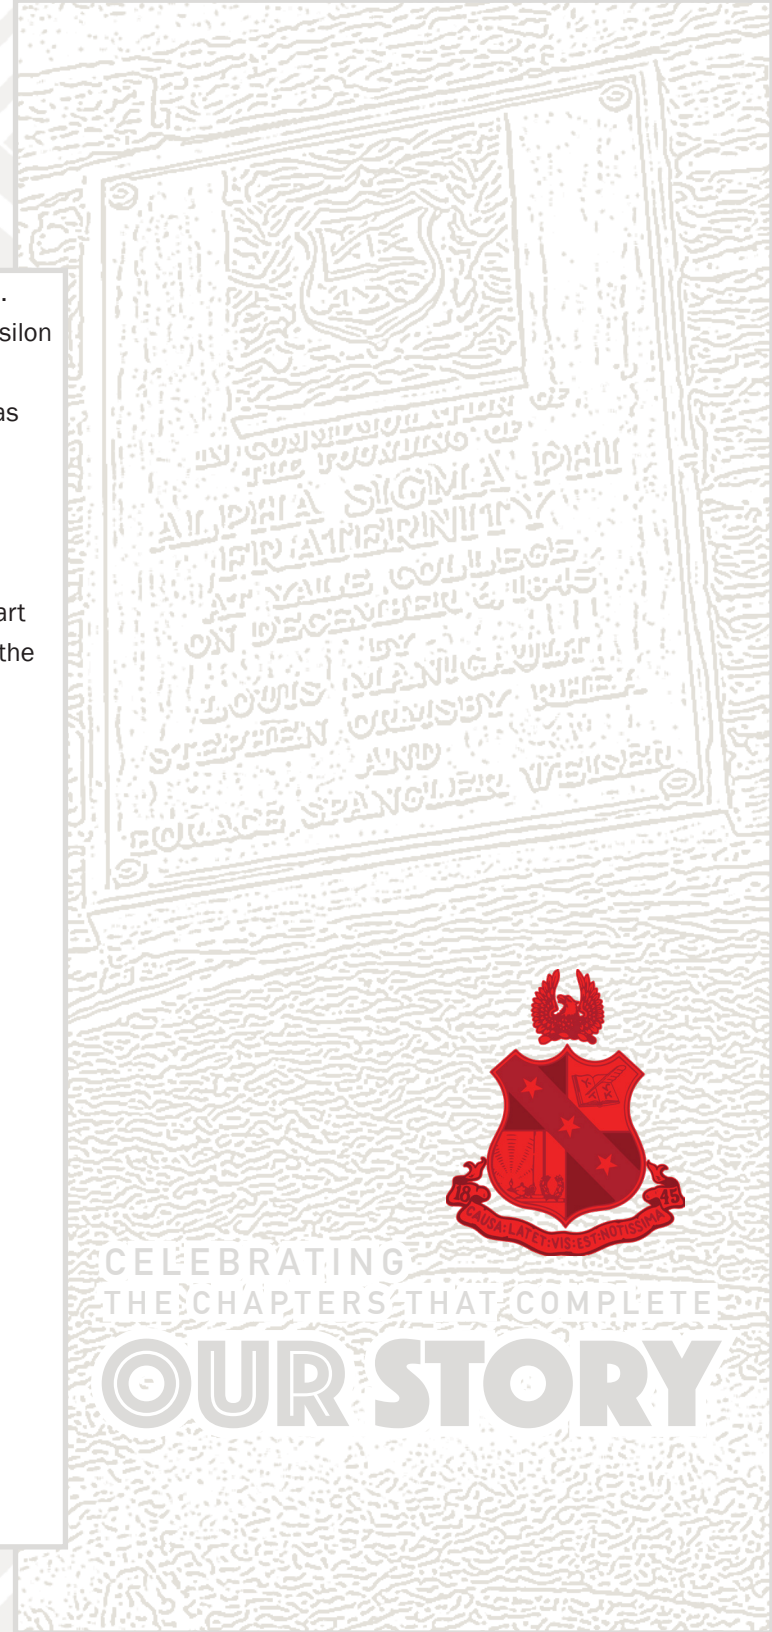 .
silon
as
art
the
IN COMMEMORATION OF
THE FOUNDING OF
ALPHA SIGMA PHI
FRATERNITY
AT YALE COLLEGE
ON DECEMBER 6, 1845
BY
LOUIS MANIGAULT
STEPHEN ORMSBY RHEA
AND
HORACE SPANGLER WEISER
18 45
CAUSA:LATET:VIS:EST:NOTISSIMA
CELEBRATING
THE CHAPTERS THAT COMPLETE
OUR STORY